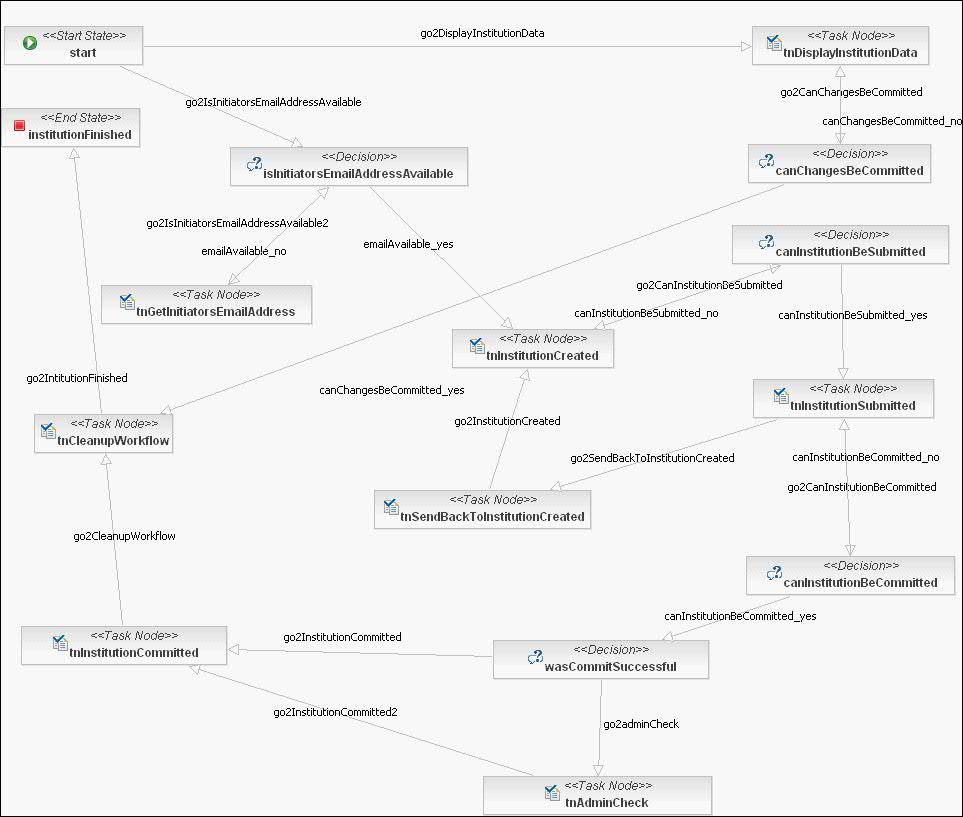 <<Start State>>
start
go2DisplayInstitutionData
<<Task Node>>
tnDisplayInstitutionData
go2IsInitiatorsEmailAddressAvailable
go2CanChangesBeCommitted
canChangesBeCommitted_no
<<End State>>
institutionFinished
<<Decision>>
isInitiatorsEmailAddressAvailable
<<Decision>>
canChangesBeCommitted
go2IsInitiatorsEmailAddressAvailable2
emailAvailable_no
emailAvailable_yes
<<Decision>>
canInstitutionBeSubmitted
<<Task Node>>
tnGetInitiatorsEmailAddress
go2CanInstitutionBeSubmitted
canInstitutionBeSubmitted_no
canInstitutionBeSubmitted_yes
<<Task Node>>
tnInstitutionCreated
go2IntitutionFinished
canChangesBeCommitted_yes
<<Task Node>>
tnInstitutionSubmitted
<<Task Node>>
tnCleanupWorkflow
go2InstitutionCreated
go2SendBackToInstitutionCreated
canInstitutionBeCommitted_no
go2CanInstitutionBeCommitted
<<Task Node>>
tnSendBackToInstitutionCreated
go2CleanupWorkflow
<<Decision>>
canInstitutionBeCommitted
canInstitutionBeCommitted_yes
<<Task Node>>
tnInstitutionCommitted
go2InstitutionCommitted
<<Decision>>
wasCommitSuccessful
go2InstitutionCommitted2
go2adminCheck
<<Task Node>>
tnAdminCheck